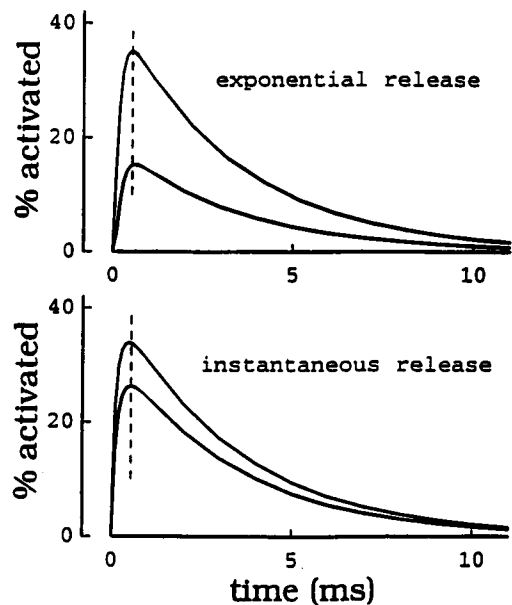 40
exponential release
% activated
20
0
0 5 10
40
instantaneous release
% activated
20
0
0 5 10
time (ms)